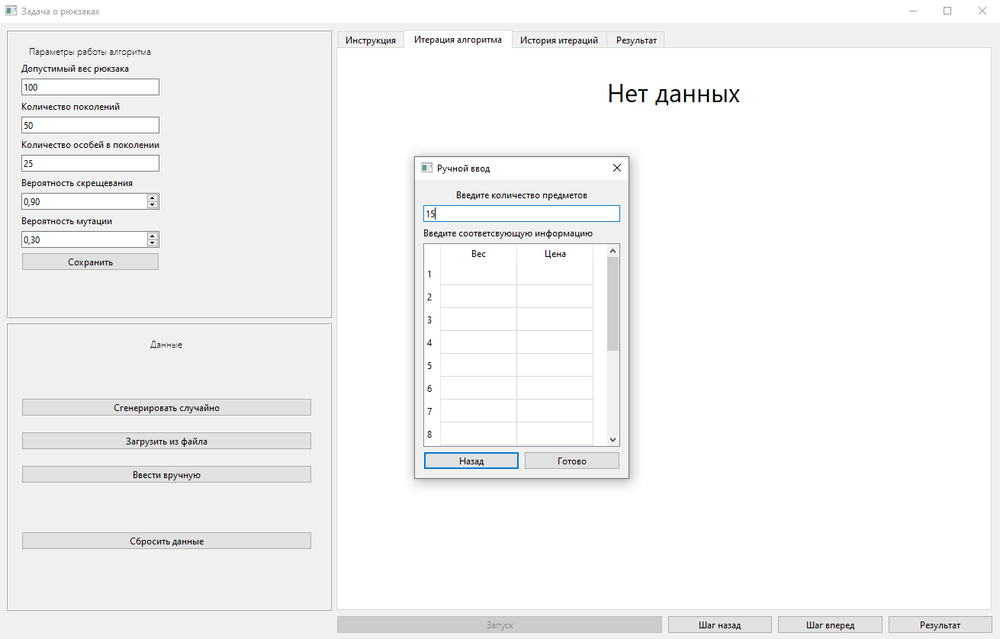 Задача о рюкзаках
Параметры работы алгоритма
Допустимый вес рюкзака
100
Количество поколений
50
Количество особей в поколении
25
Вероятность скрещевания
0,90
Вероятность мутации
0,30
Сохранить
Данные
Сгенерировать случайно
Загрузить из файла
Ввести вручную
Сбросить данные
Инструкция Итерация алгоритма История итераций Результат
Нет данных
Ручной ввод
Введите количество предметов
15
Введите соответсвующую информацию
Вес Цена
1
2
3
4
5
6
7
8
Назад Готово
Запуск Шаг назад Шаг вперед Результат